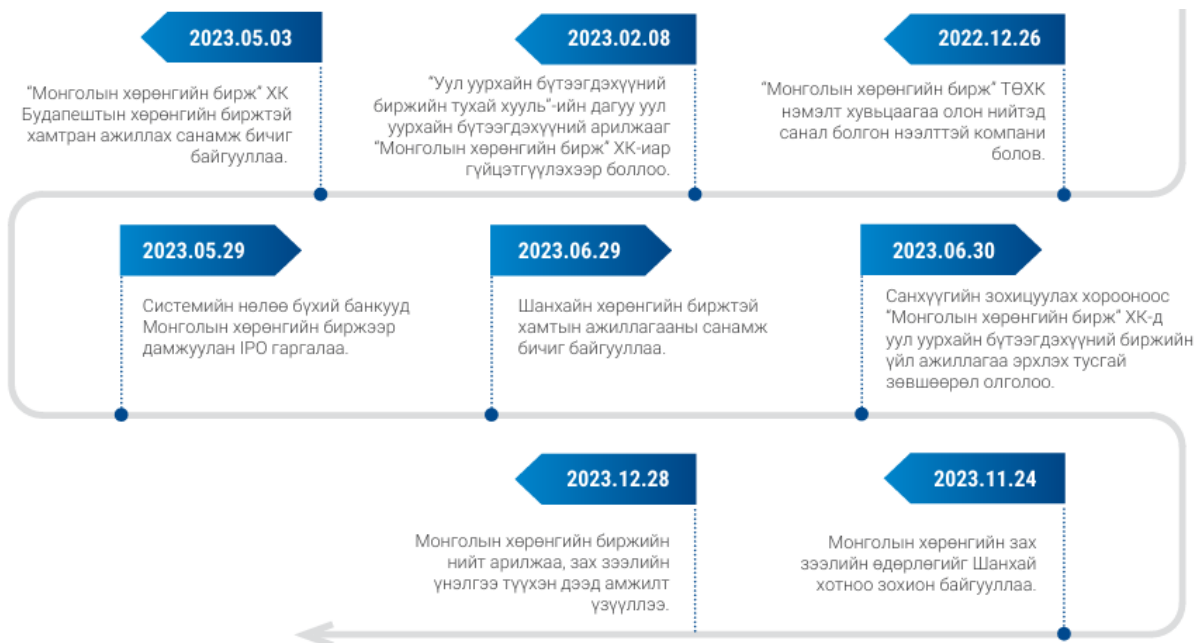 2022.12.26
"Монголын хөрөнгийн бирж" ТӨХК
нэмэлт хувьцаагаа олон нийтэд
санал болгон нээлттэй компани
болов.
2023.02.08
"Уул уурхайн бүтээгдэхүүний
биржийн тухай хууль"-ийн дагуу уул
уурхайн бүтээгдэхүүний арилжааг
"Монголын хөрөнгийн бирж" ХК-иар
гүйцэтгүүлэхээр боллоо.
2023.05.03
"Монголын хөрөнгийн бирж" ХК
Будапештын хөрөнгийн биржтэй
хамтран ажиллах санамж бичиг
байгууллаа.
2023.05.29
Системийн нөлөө бүхий банкууд
Монголын хөрөнгийн биржээр
дамжуулан IPO гаргалаа.
2023.06.29
Шанхайн хөрөнгийн биржтэй
хамтын ажиллагааны санамж
бичиг байгууллаа.
2023.06.30
Санхүүгийн зохицуулах хорооноос
"Монголын хөрөнгийн бирж" ХК-д
уул уурхайн бүтээгдэхүүний биржийн
үйл ажиллагаа эрхлэх тусгай
зөвшөөрөл олголоо.
2023.11.24
Монголын хөрөнгийн зах
зээлийн өдөрлөгийг Шанхай
хотноо зохион байгууллаа.
2023.12.28
Монголын хөрөнгийн биржийн
нийт арилжаа, зах зээлийн
үнэлгээ түүхэн дээд амжилт
үзүүллээ.